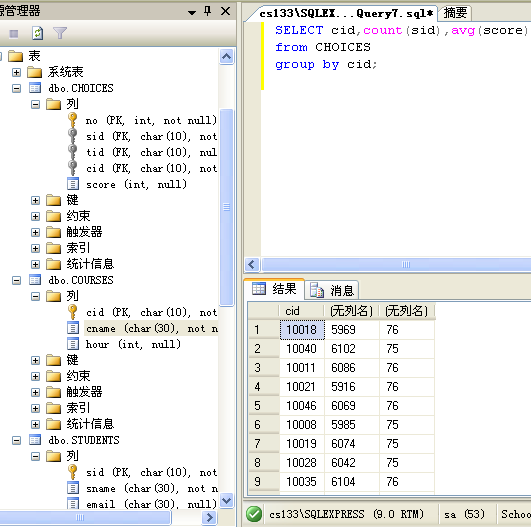 源管理器
表
系统表
dbo.CHOICES
列
no (PK, int, not null)
sid (FK, char(10), not
tid (FK, char(10), nul
cid (FK, char(10), not
score (int, null)
键
约束
触发器
索引
统计信息
dbo.COURSES
列
cid (PK, char(10), not
cname (char(30), not n
hour (int, null)
键
约束
触发器
索引
统计信息
dbo.STUDENTS
列
sid (PK, char(10), not
sname (char(30), not
email (char(30), null)
cs133\SQLEX...Query7.sql* 摘要
SELECT cid,count(sid),avg(score)
from CHOICES
group by cid;
结果 消息
cid (无列名) (无列名)
1 10018 5969 76
2 10040 6102 75
3 10011 6086 76
4 10021 5916 76
5 10046 6069 76
6 10008 5985 75
7 10019 6074 75
8 10028 6042 75
9 10035 6104 76
cs133\SQLEXPRESS (9.0 RTM) sa (53) Schoo